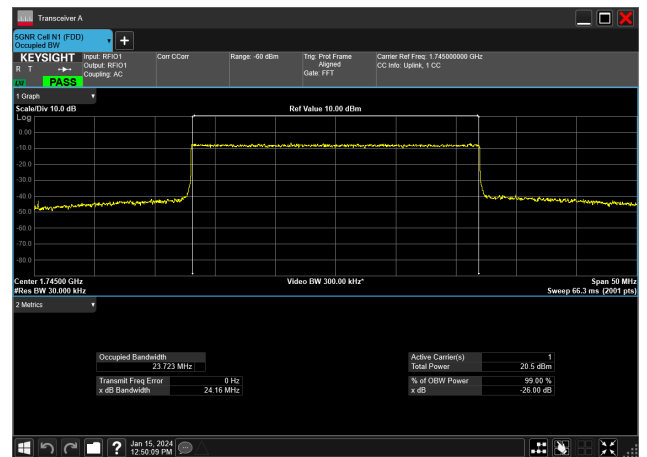 Transceiver A
5GNR Cell N1 (FDD)
Occupied BW
KEYSIGHT
R T
LW
PASS
Input: RFIO1
Output: RFIO1
Coupling: AC
Corr CCorr
Range: -60 dBm
Trig: Prot Frame
Aligned
Gate: FFT
Carrier Ref Freq: 1.745000000 GHz
CC Info: Uplink, 1 CC
1 Graph
Scale/Div 10.0 dB
Ref Value 10.00 dBm
Log
0.00
-10.0
-20.0
-30.0
-40.0
-50.0
-60.0
-70.0
-80.0
Center 1.74500 GHz
Video BW 300.00 kHz*
Span 50 MHz
#Res BW 30.000 kHz
Sweep 66.3 ms (2001 pts)
2 Metrics
Occupied Bandwidth
23.723 MHz
Transmit Freq Error 0 Hz
x dB Bandwidth 24.16 MHz
Active Carrier(s) 1
Total Power 20.5 dBm
% of OBW Power 99.00 %
x dB -26.00 dB
?
Jan 15, 2024
12:50:09 PM